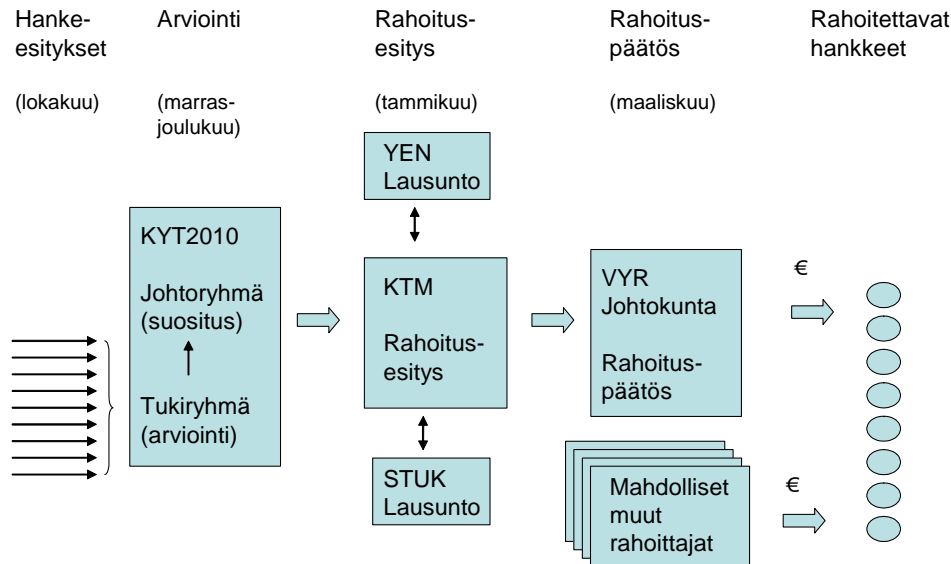 Hanke-
esitykset
(lokakuu)
Arviointi
(marras-
joulukuu)
Rahoitus-
esitys
(tammikuu)
Rahoitus-
päätös
(maaliskuu)
Rahoitettavat
hankkeet
YEN
Lausunto
KYT2010
Johtoryhmä
(suositus)
Tukiryhmä
(arviointi)
KTM
Rahoitus-
esitys
STUK
Lausunto
VYR
Johtokunta
Rahoitus-
päätös
Mahdolliset
muut
rahoittajat
€
€